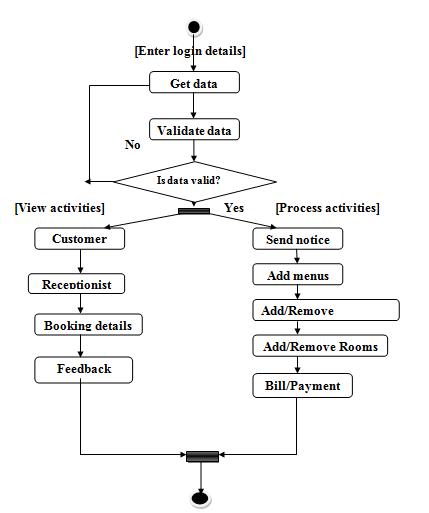 [Enter login details]
Get data
Validate data
No
Is data valid?
[View activities]
Yes
[Process activities]
Customer
Send notice
Receptionist
Add menus
Booking details
Add/Remove
Feedback
Add/Remove Rooms
Bill/Payment